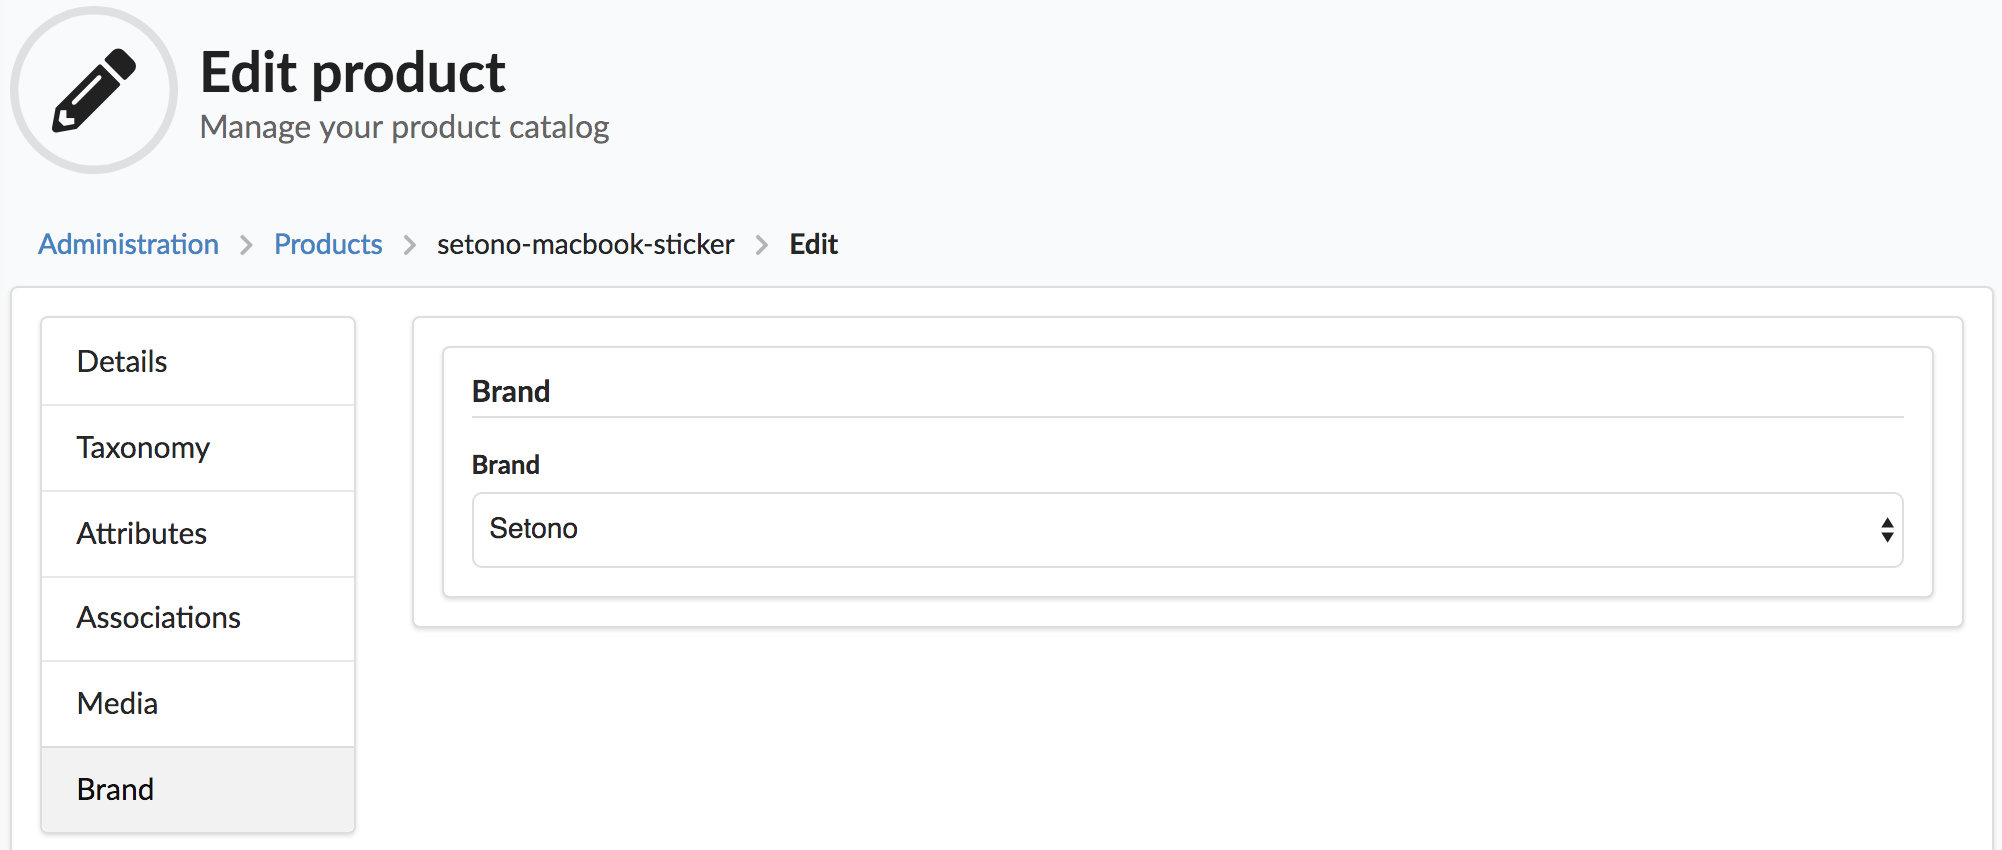 Edit product
Manage your product catalog
Administration > Products > setono-macbook-sticker > Edit
Details
Taxonomy
Attributes
Associations
Media
Brand
Brand
Brand
Setono